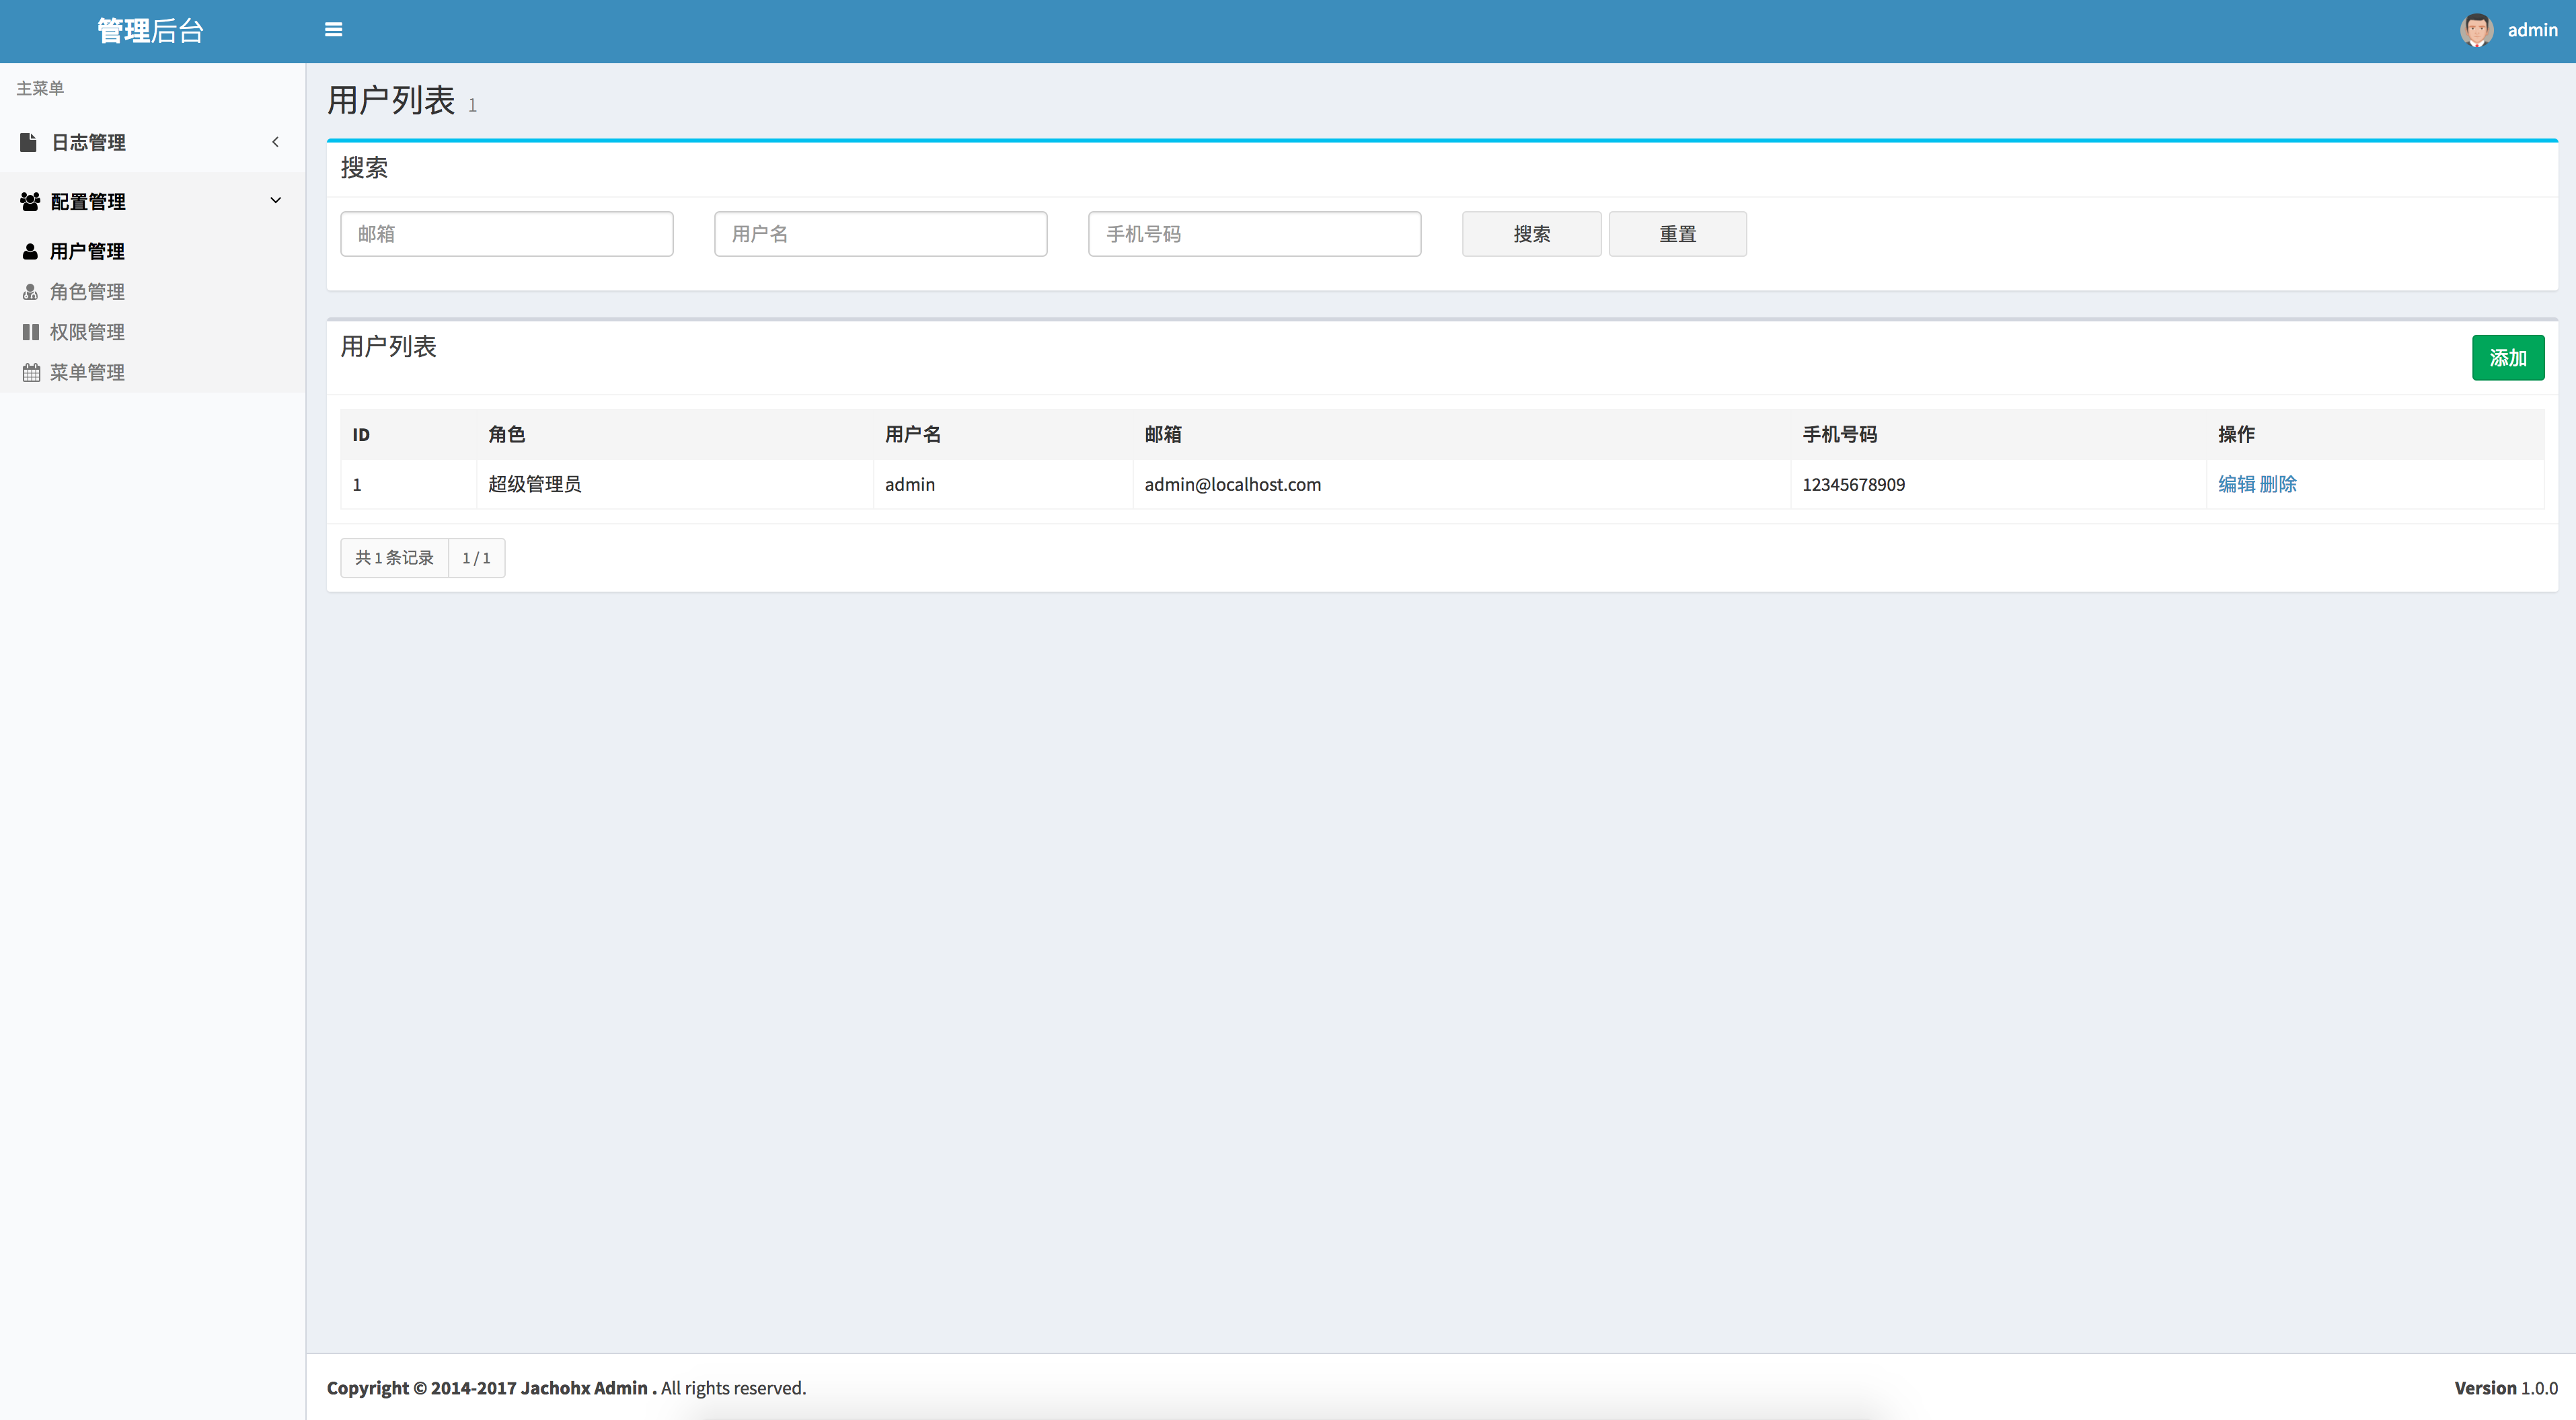 管理后台
admin
主菜单
日志管理
配置管理
用户管理
角色管理
权限管理
菜单管理
用户列表 1
搜索
邮箱 用户名 手机号码 搜索 重置
用户列表
添加
ID 角色 用户名 邮箱 手机号码 操作
1 超级管理员 admin admin@localhost.com 12345678909 编辑 删除
共 1 条记录 1 / 1
Copyright © 2014-2017 Jachohx Admin . All rights reserved.
Version 1.0.0